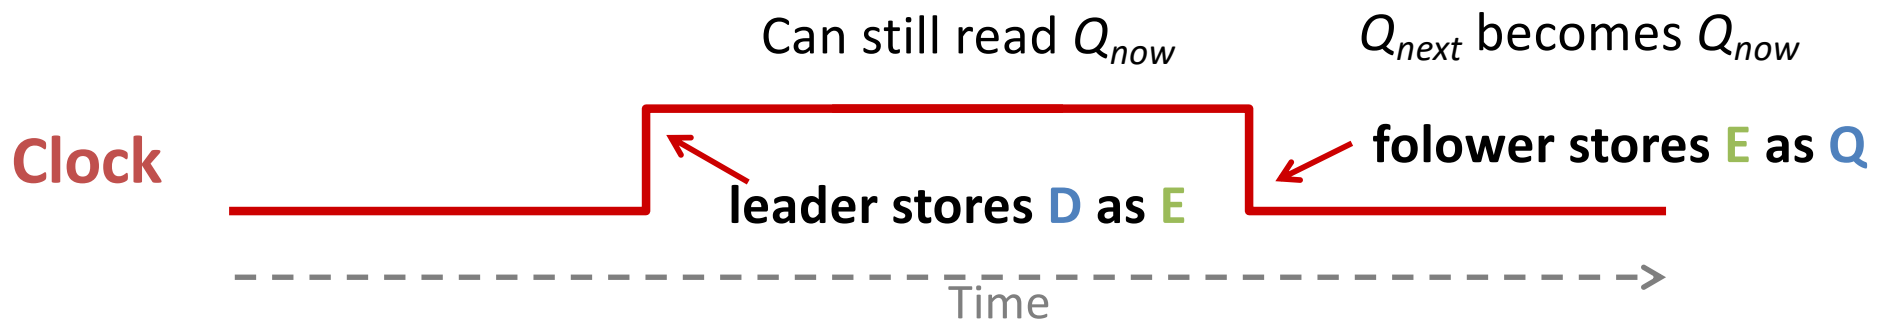 Can still read Qnow
Qnext becomes Qnow
Clock
folower stores E as Q
leader stores D as E
Time